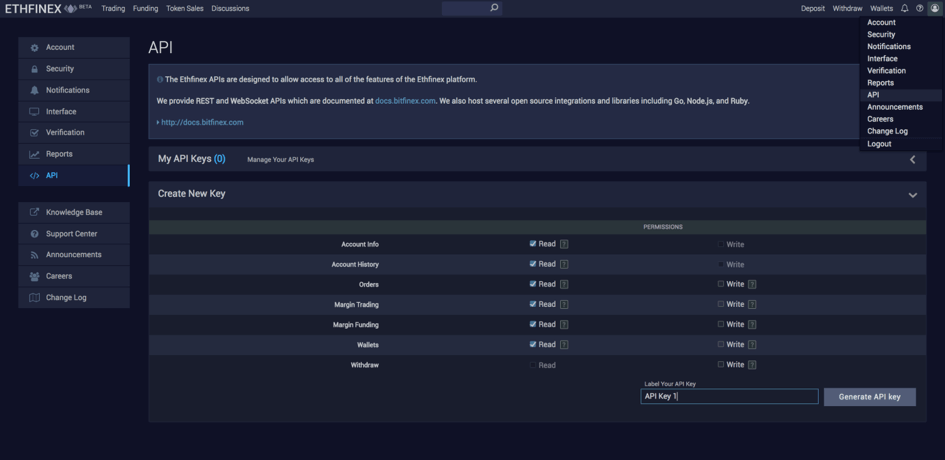 ETHFINEX BETA Trading Funding Token Sales Discussions Deposit Withdraw Wallets
Account
Security
Notifications
Interface
Verification
Reports
API
Announcements
Careers
Change Log
Logout
Account
Security
Notifications
Interface
Verification
Reports
API
Knowledge Base
Support Center
Announcements
Careers
Change Log
API
The Ethfinex APIs are designed to allow access to all of the features of the Ethfinex platform.
We provide REST and WebSocket APIs which are documented at docs.bitfinex.com. We also host several open source integrations and libraries including Go, Node.js, and Ruby.
http://docs.bitfinex.com
My API Keys (0) Manage Your API Keys
Create New Key
PERMISSIONS
Account Info Read ? Write
Account History Read ? Write
Orders Read ? Write ?
Margin Trading Read ? Write ?
Margin Funding Read ? Write ?
Wallets Read ? Write ?
Withdraw Read Write ?
Label Your API Key
API Key 1 Generate API key